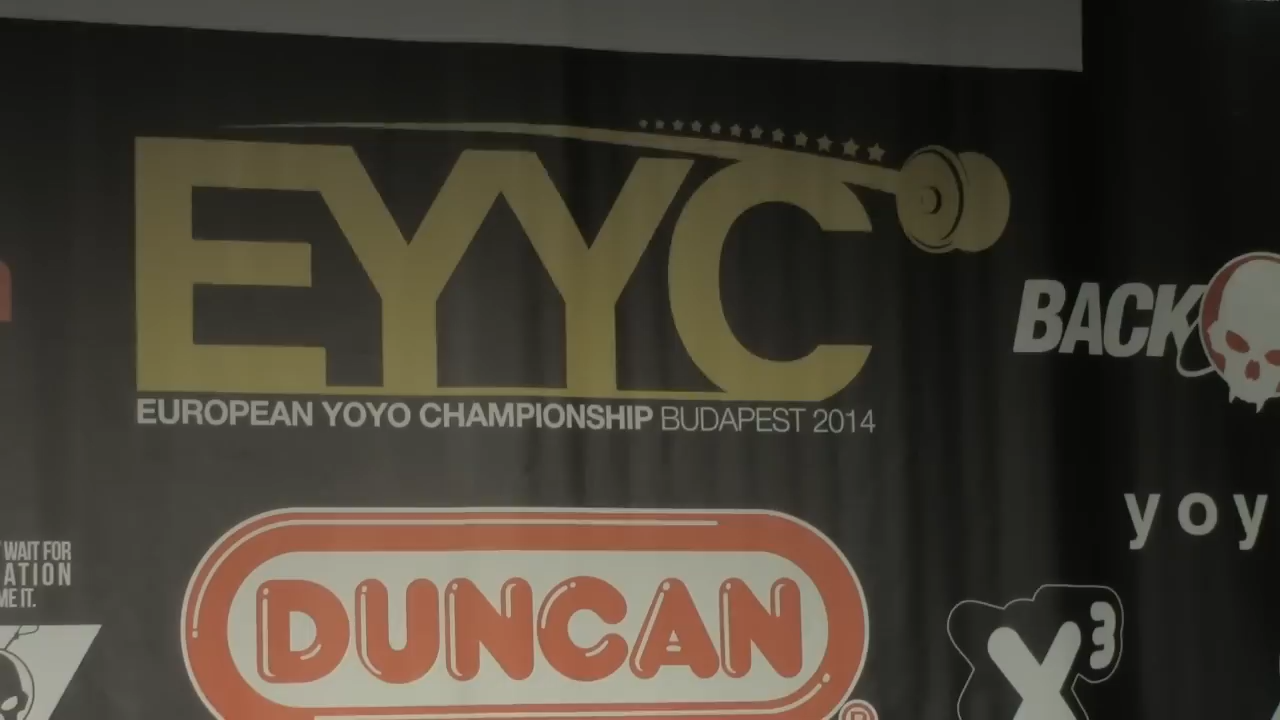 EYYC
EUROPEAN YOYO CHAMPIONSHIP BUDAPEST 2014
BACK
yoy
WAIT FOR
ATION
ME IT.
DUNCAN
®
X3